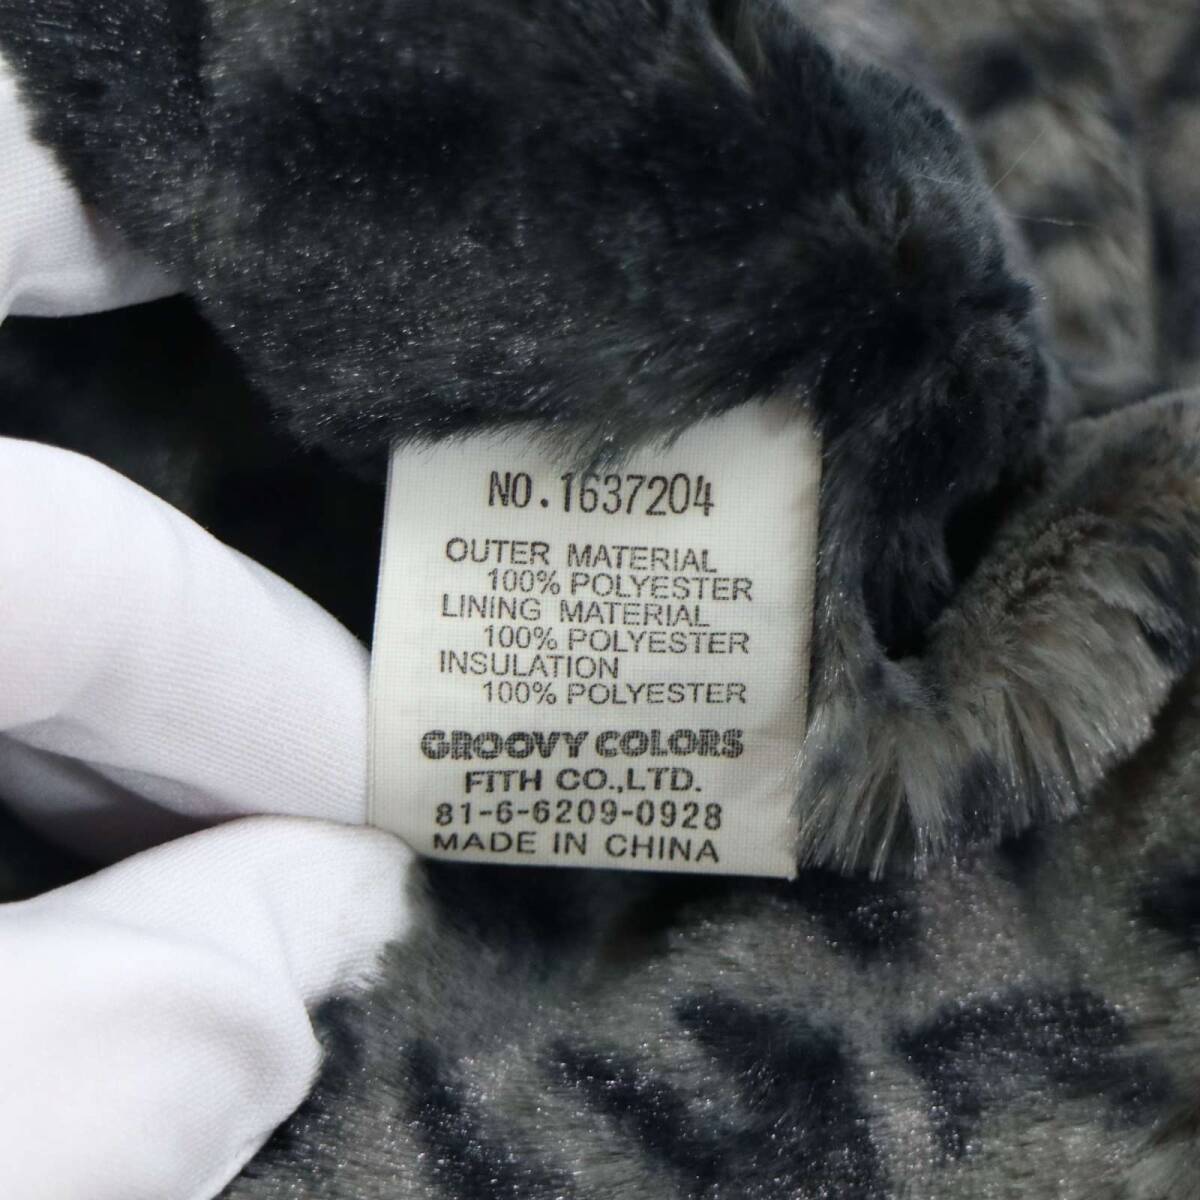 NO.1637204
OUTER MATERIAL
100% POLYESTER
LINING MATERIAL
100% POLYESTER
INSULATION
100% POLYESTER
GROOVY COLORS
FITH CO.,LTD.
81-6-6209-0928
MADE IN CHINA